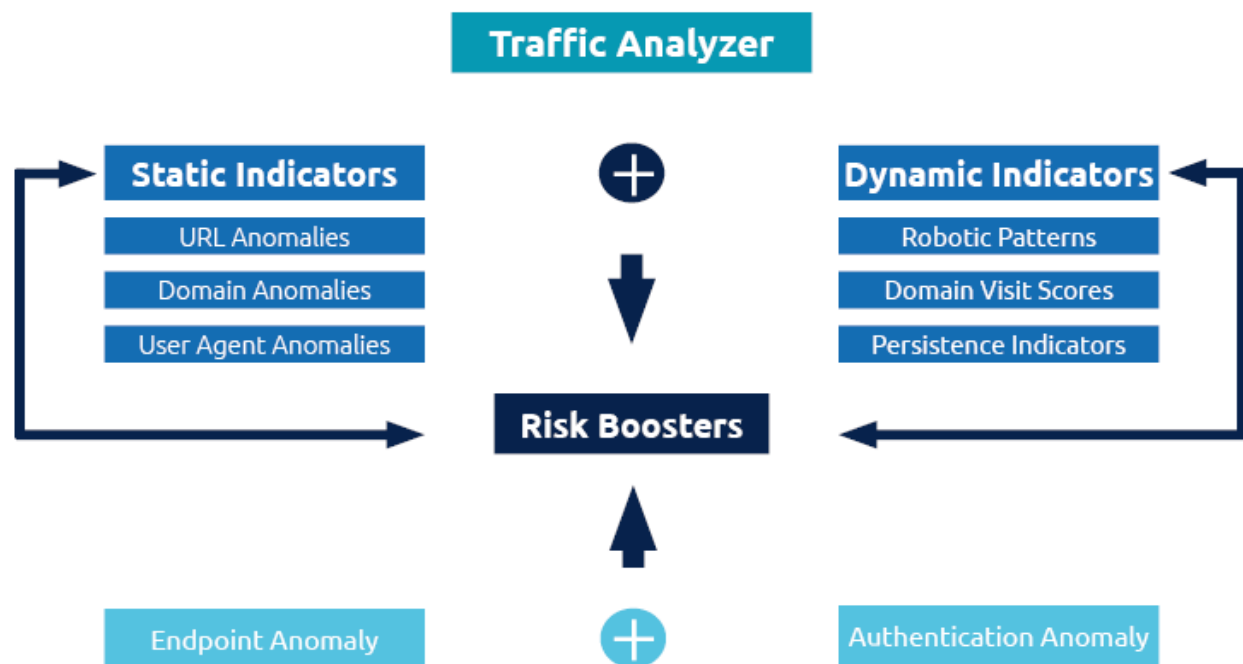 Traffic Analyzer
Static Indicators
URL Anomalies
Domain Anomalies
User Agent Anomalies
Dynamic Indicators
Robotic Patterns
Domain Visit Scores
Persistence Indicators
Risk Boosters
Endpoint Anomaly
Authentication Anomaly